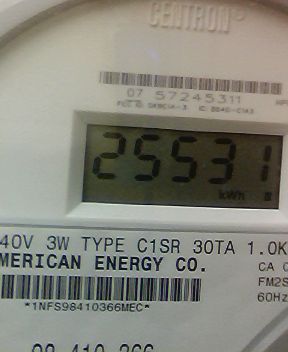 CENTRON®
07 57245311
25531
kWh
40V 3W TYPE C1SR 30TA 1.0K
MERICAN ENERGY CO.
CA 0
FM2S
60Hz
*1NFS98410366MEC*